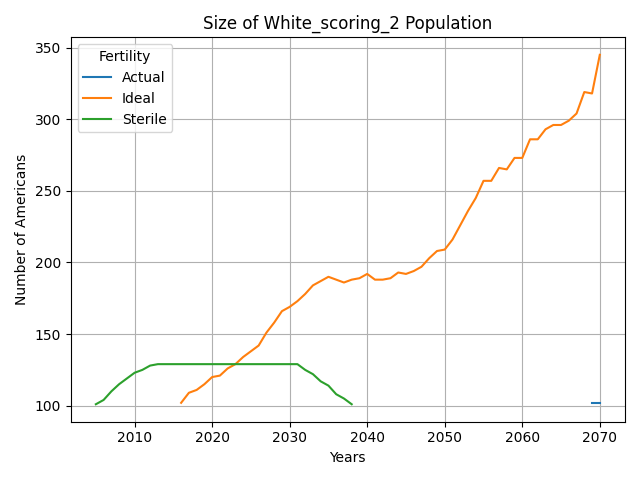 Size of White_scoring_2 Population
Fertility
Actual
Ideal
Sterile
Number of Americans
350
300
250
200
150
100
2010 2020 2030 2040 2050 2060 2070
Years